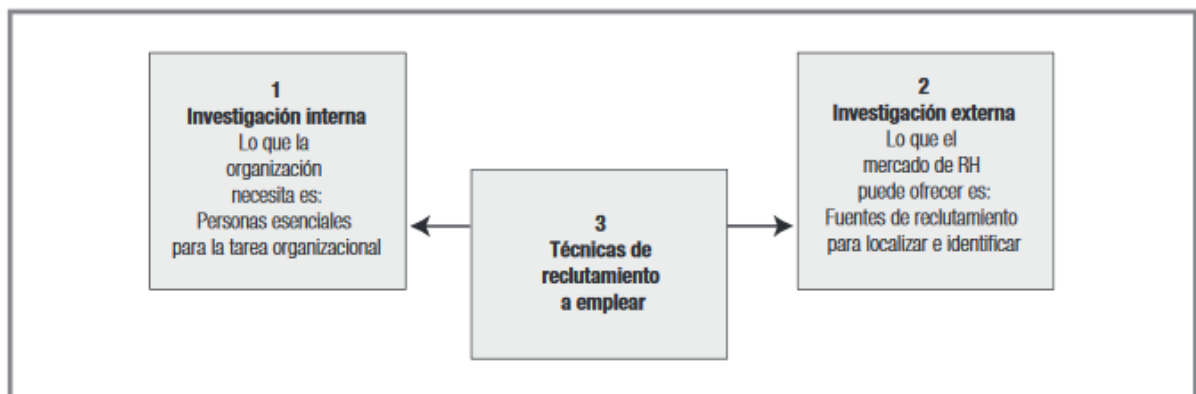 1
Investigación interna
Lo que la
organización
necesita es:
Personas esenciales
para la tarea organizacional
2
Investigación externa
Lo que el
mercado de RH
puede ofrecer es:
Fuentes de reclutamiento
para localizar e identificar
3
Técnicas de
reclutamiento
a emplear